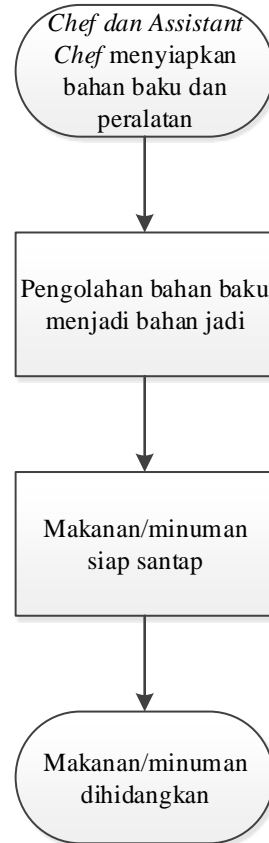 Chef dan Assistant
Chef menyiapkan
bahan baku dan
peralatan
Pengolahan bahan baku
menjadi bahan jadi
Makanan/minuman
siap santap
Makanan/minuman
dihidangkan